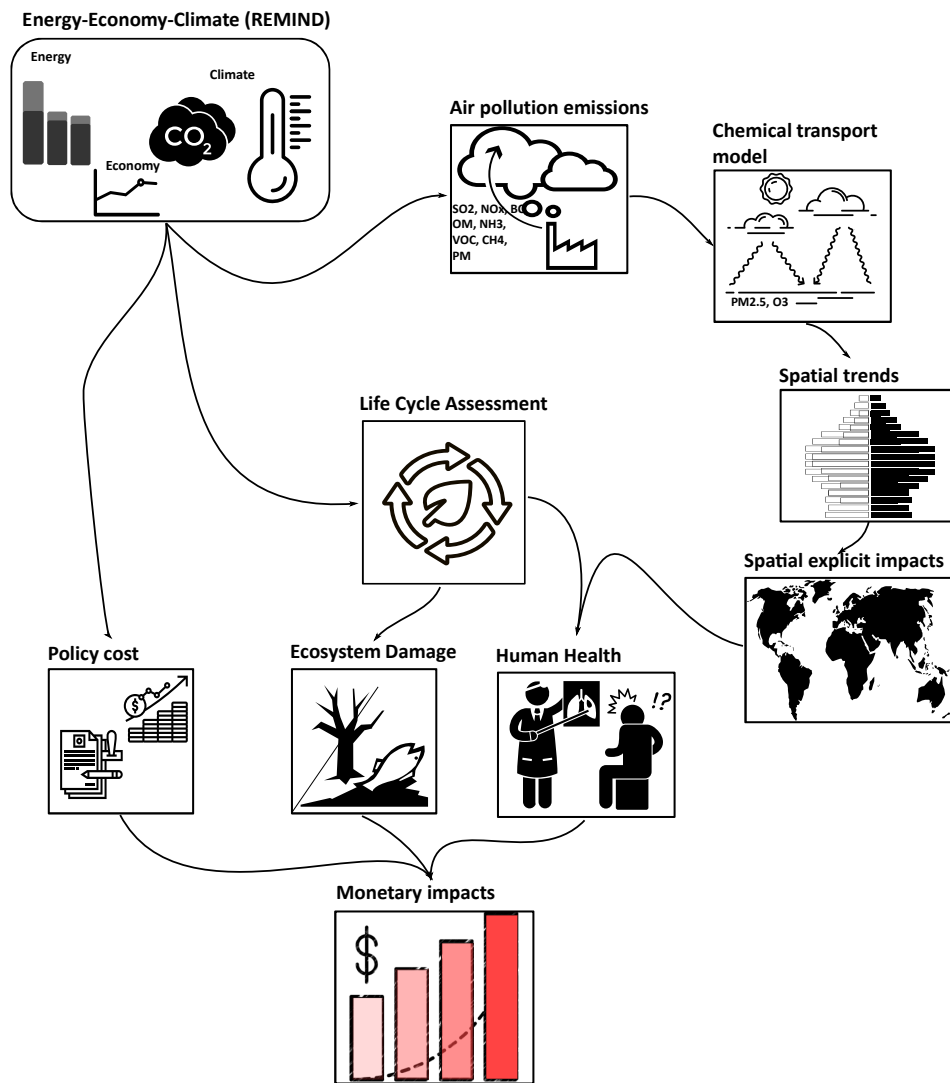 Energy-Economy-Climate (REMIND)
Energy
Climate
CO2
Economy
Air pollution emissions
SO2, NOx, BC
OM, NH3,
VOC, CH4,
PM
Chemical transport
model
PM2.5, O3
Spatial trends
Spatial explicit impacts
Life Cycle Assessment
Policy cost
$
Ecosystem Damage
Human Health
!?
Monetary impacts
$